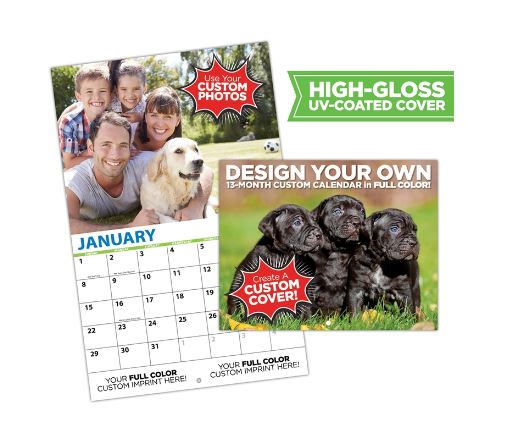 Use Your
CUSTOM
PHOTOS
HIGH-GLOSS
UV-COATED COVER
DESIGN YOUR OWN
13-MONTH CUSTOM CALENDAR in FULL COLOR!
Create A
CUSTOM
COVER!
JANUARY
1 2 3 4 5
8 9 10 11 12
15 16 17 18 19
22 23 24 25 26
29 30 31 1 2 3 4
YOUR FULL COLOR
CUSTOM IMPRINT HERE!
YOUR FULL COLOR
CUSTOM IMPRINT HERE!